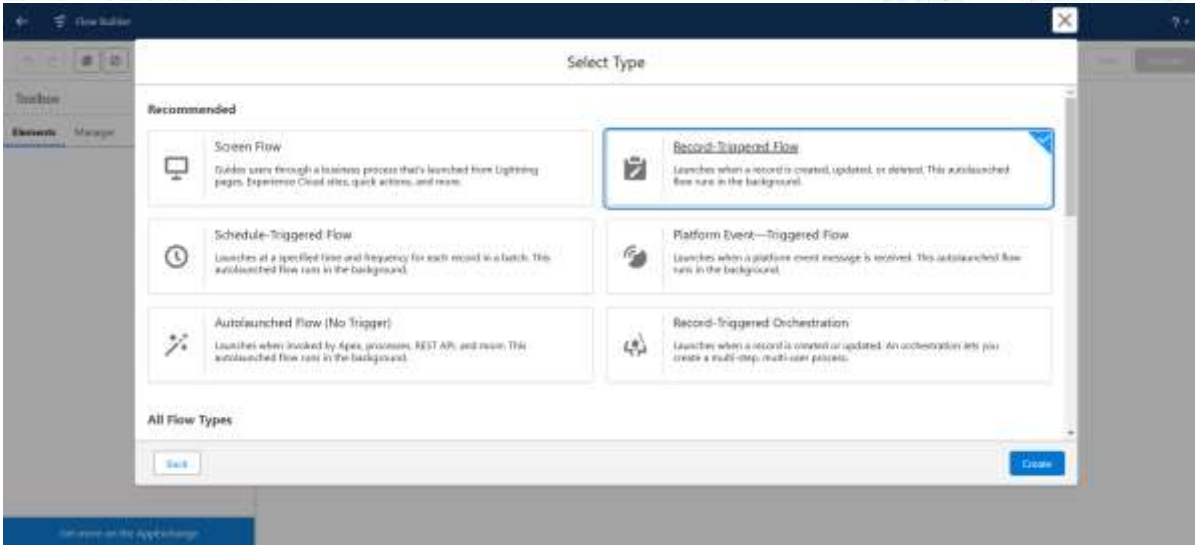 Flow Builder
Select Type
Toolbox
Elements Manager
Recommended
Screen Flow
Guides users through a business process that's launched from Lightning
pages, Experience Cloud sites, quick actions, and more.
Record-Triggered Flow
Launches when a record is created, updated, or deleted. This autolaunched
flow runs in the background.
Schedule-Triggered Flow
Launches at a specified time and frequency for each record in a batch. This
autolaunched flow runs in the background.
Platform Event—Triggered Flow
Launches when a platform event message is received. This autolaunched flow
runs in the background.
Autolaunched Flow (No Trigger)
Launches when invoked by Apex, processes, REST API, and more. This
autolaunched flow runs in the background.
Record-Triggered Orchestration
Launches when a record is created or updated. An orchestration lets you
create a multi-step, multi-user process.
All Flow Types
Back
Create
Get more on the AppExchange